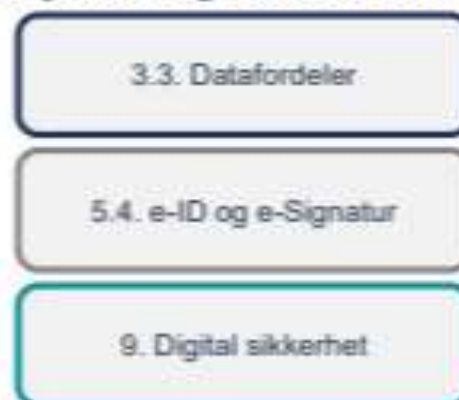 3.3. Datafordeler
5.4. e-ID og e-Signatur
9. Digital sikkerhet